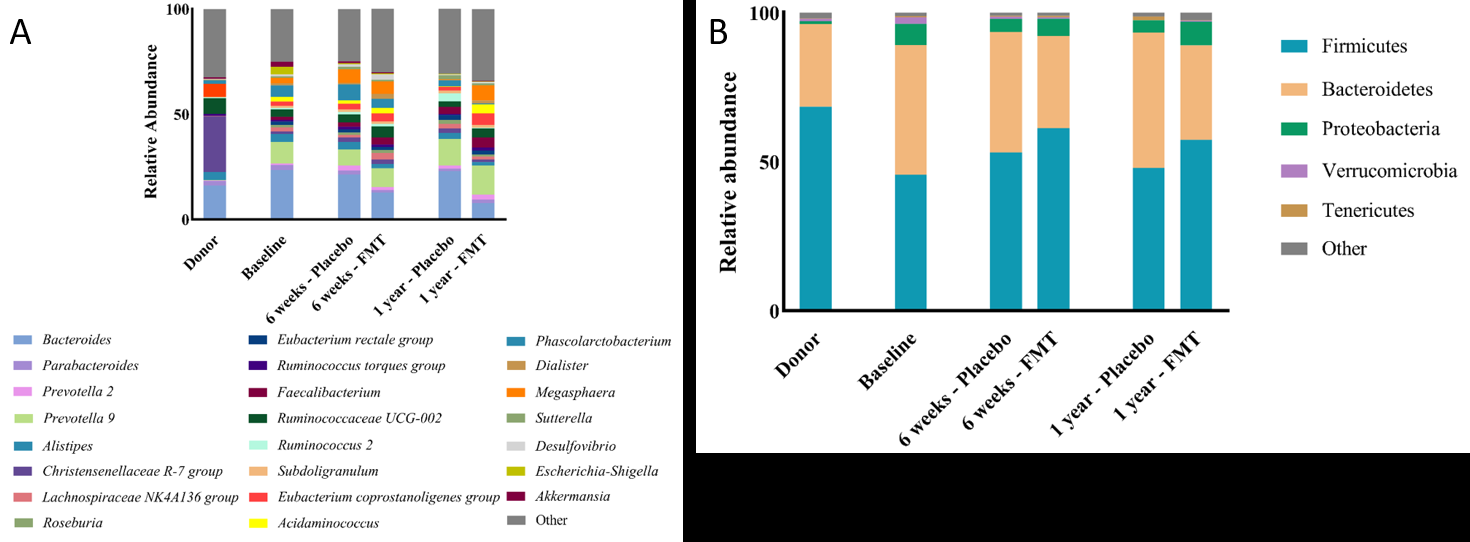 A
Relative Abundance
100
50
0
Donor
Baseline
6 weeks - Placebo
6 weeks - FMT
1 year - Placebo
1 year - FMT
Bacteroides
Parabacteroides
Prevotella 2
Prevotella 9
Alistipes
Christensenellaceae R-7 group
Lachnospiraceae NK4A136 group
Roseburia
Eubacterium rectale group
Ruminococcus torques group
Faecalibacterium
Ruminococcaceae UCG-002
Ruminococcus 2
Subdoligranulum
Eubacterium coprostanoligenes group
Acidaminococcus
Phascolarctobacterium
Dialister
Megasphaera
Sutterella
Desulfovibrio
Escherichia-Shigella
Akkermansia
Other
B
Relative abundance
100
50
0
Donor
Baseline
6 weeks - Placebo
6 weeks - FMT
1 year - Placebo
1 year - FMT
Firmicutes
Bacteroidetes
Proteobacteria
Verrucomicrobia
Tenericutes
Other